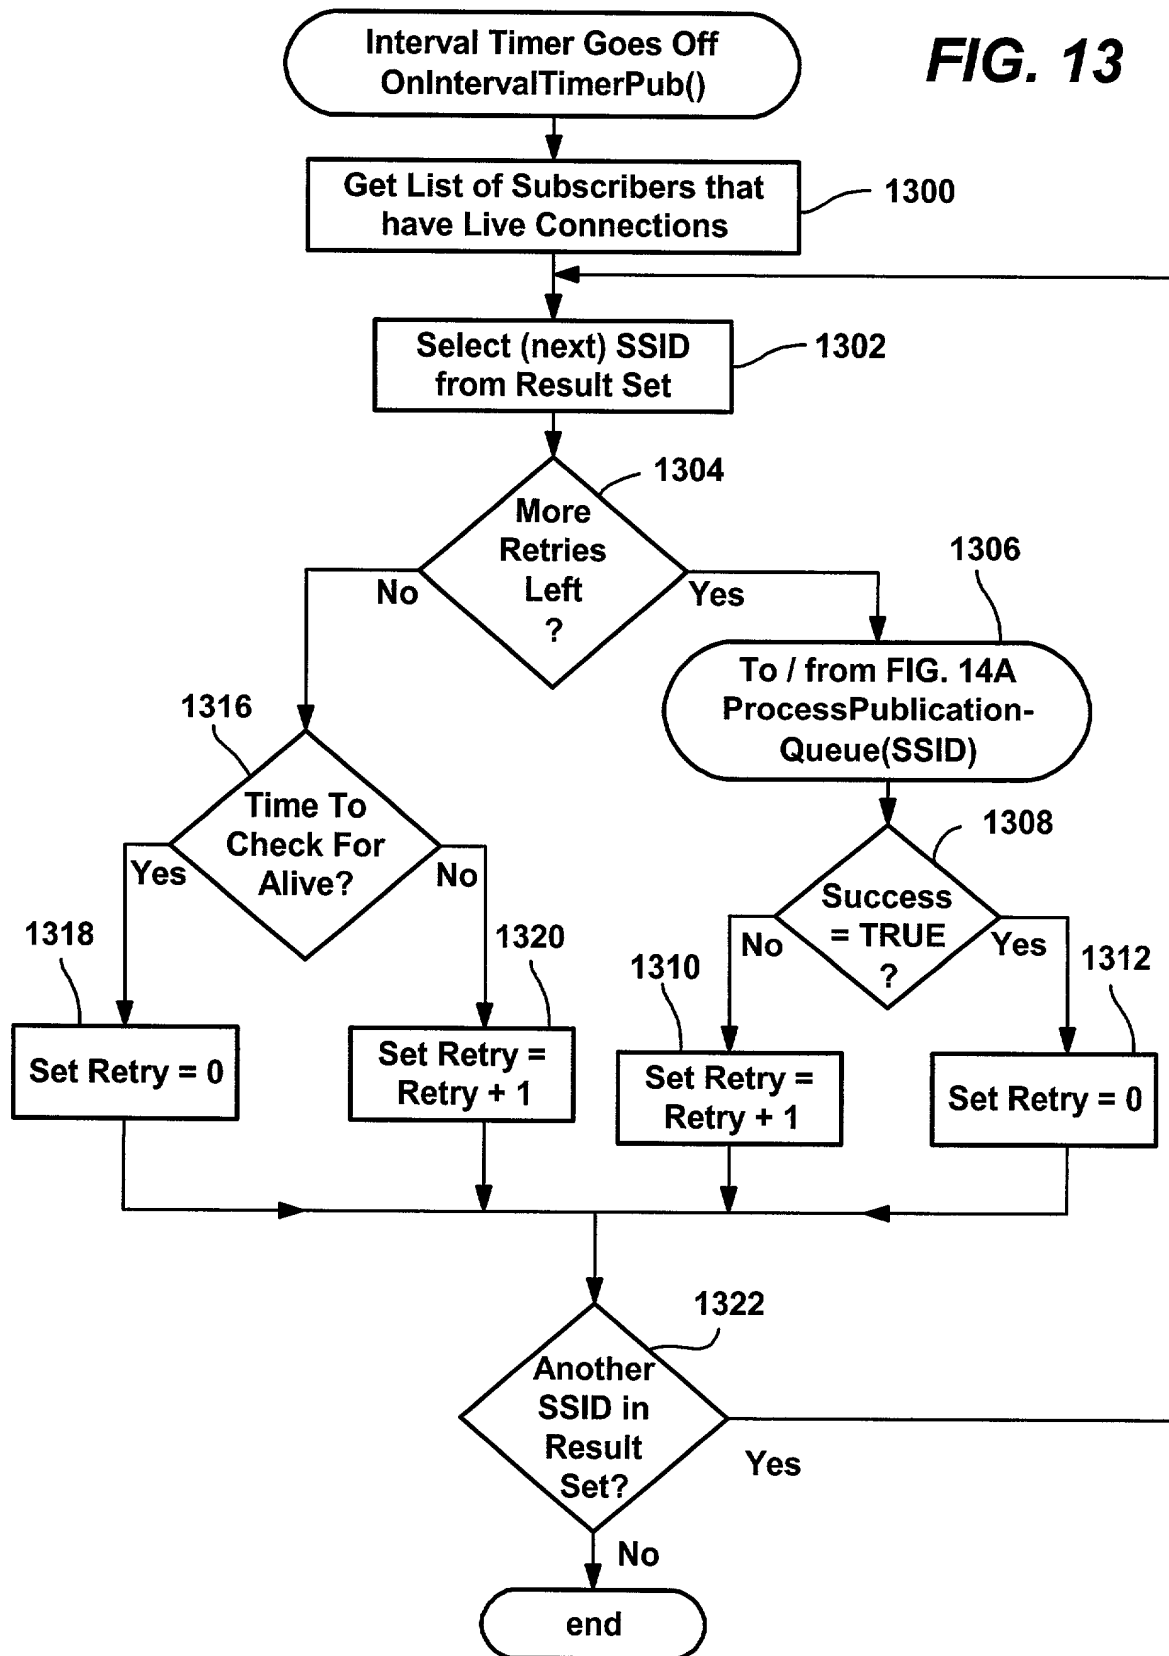 Interval Timer Goes Off
OnIntervalTimerPub()
FIG. 13
Get List of Subscribers that
have Live Connections
1300
Select (next) SSID
from Result Set
1302
1304
More
Retries
Left
?
No
Yes
1306
To / from FIG. 14A
ProcessPublication-
Queue(SSID)
1316
Time To
Check For
Alive?
Yes
No
1308
Success
= TRUE
?
No
Yes
1318
Set Retry = 0
1320
Set Retry =
Retry + 1
1310
Set Retry =
Retry + 1
1312
Set Retry = 0
1322
Another
SSID in
Result
Set?
Yes
No
end